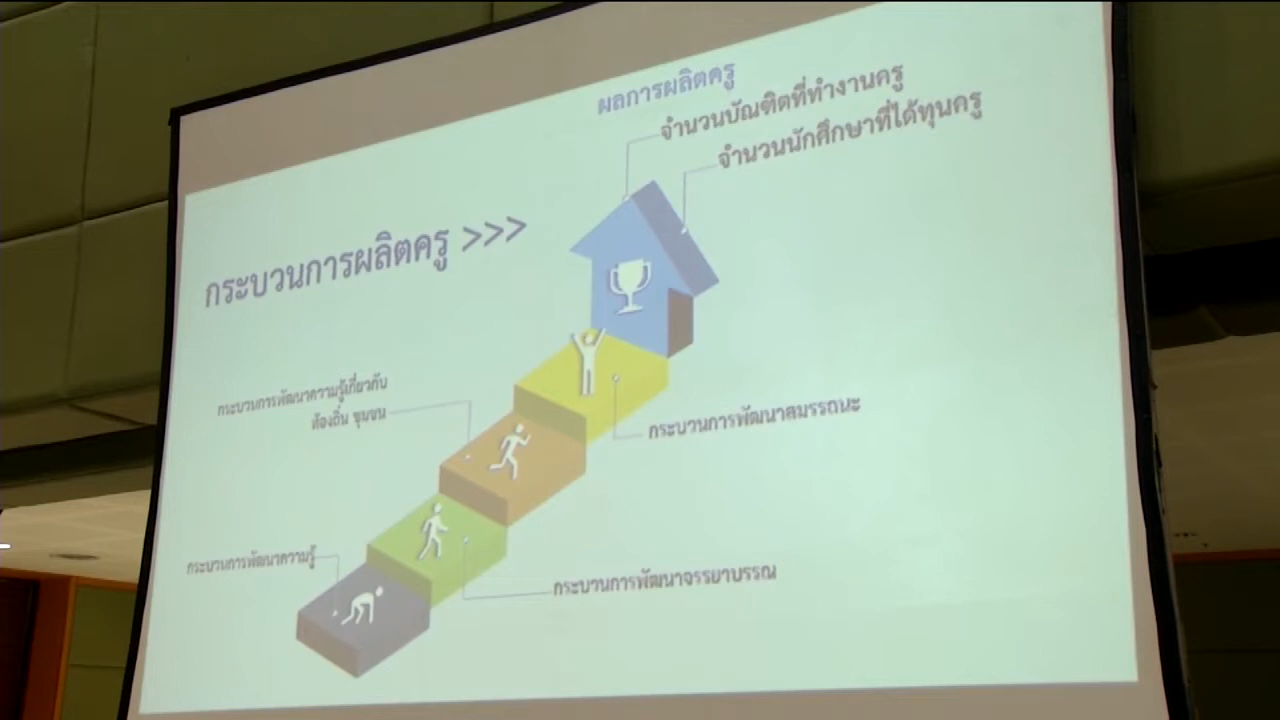 ผลการผลิตครู
จำนวนบัณฑิตที่ทำงานครู
จำนวนนักศึกษาที่ได้ทุนครู
กระบวนการผลิตครู >>>
กระบวนการพัฒนาความรู้เกี่ยวกับ
ท้องถิ่น ชุมชน
กระบวนการพัฒนาสมรรถนะ
กระบวนการพัฒนาความรู้
กระบวนการพัฒนาจรรยาบรรณ